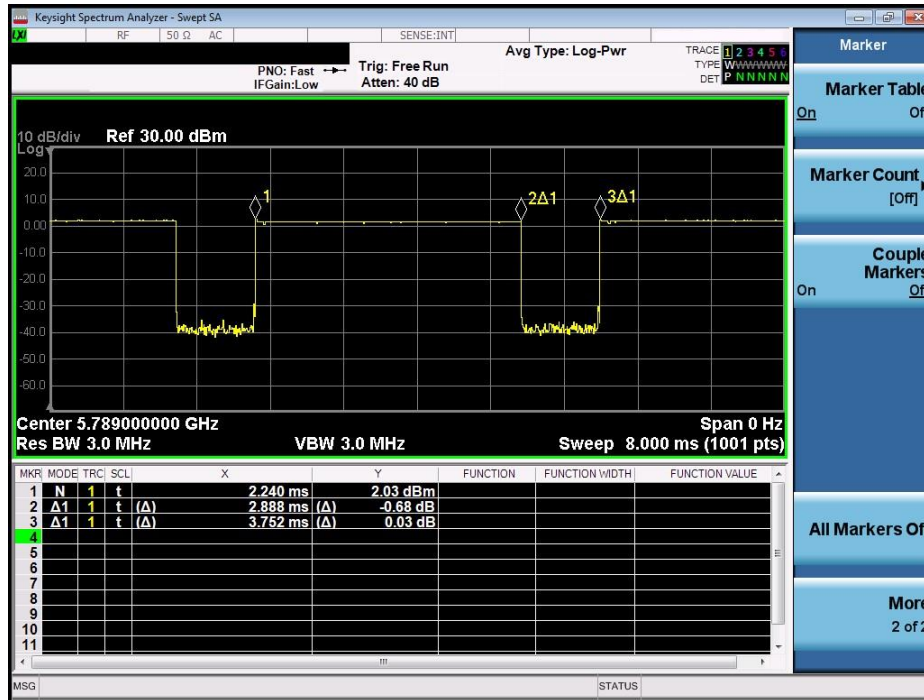 Keysight Spectrum Analyzer - Swept SA
LXI RF 50 Ω AC SENSE:INT
Marker
Avg Type: Log-Pwr
TRACE 1 2 3 4 5 6
TYPE W
DET P N N N N N
PNO: Fast
IFGain:Low
Trig: Free Run
Atten: 40 dB
Marker Table
On Of
10 dB/div Ref 30.00 dBm
Log
20.0
10.0
0.00
-10.0
-20.0
-30.0
-40.0
-50.0
-60.0
1
2Δ1
3Δ1
Marker Count
[Off]
Couple
Markers
On Of
Center 5.789000000 GHz Span 0 Hz
Res BW 3.0 MHz VBW 3.0 MHz Sweep 8.000 ms (1001 pts)
MKR MODE TRC SCL X Y FUNCTION FUNCTION WIDTH FUNCTION VALUE
1 N 1 t 2.240 ms 2.03 dBm
2 Δ1 1 t (Δ) 2.888 ms (Δ) -0.68 dB
3 Δ1 1 t (Δ) 3.752 ms (Δ) 0.03 dB
4
5
6
7
8
9
10
11
All Markers Of
More
2 of 2
MSG STATUS